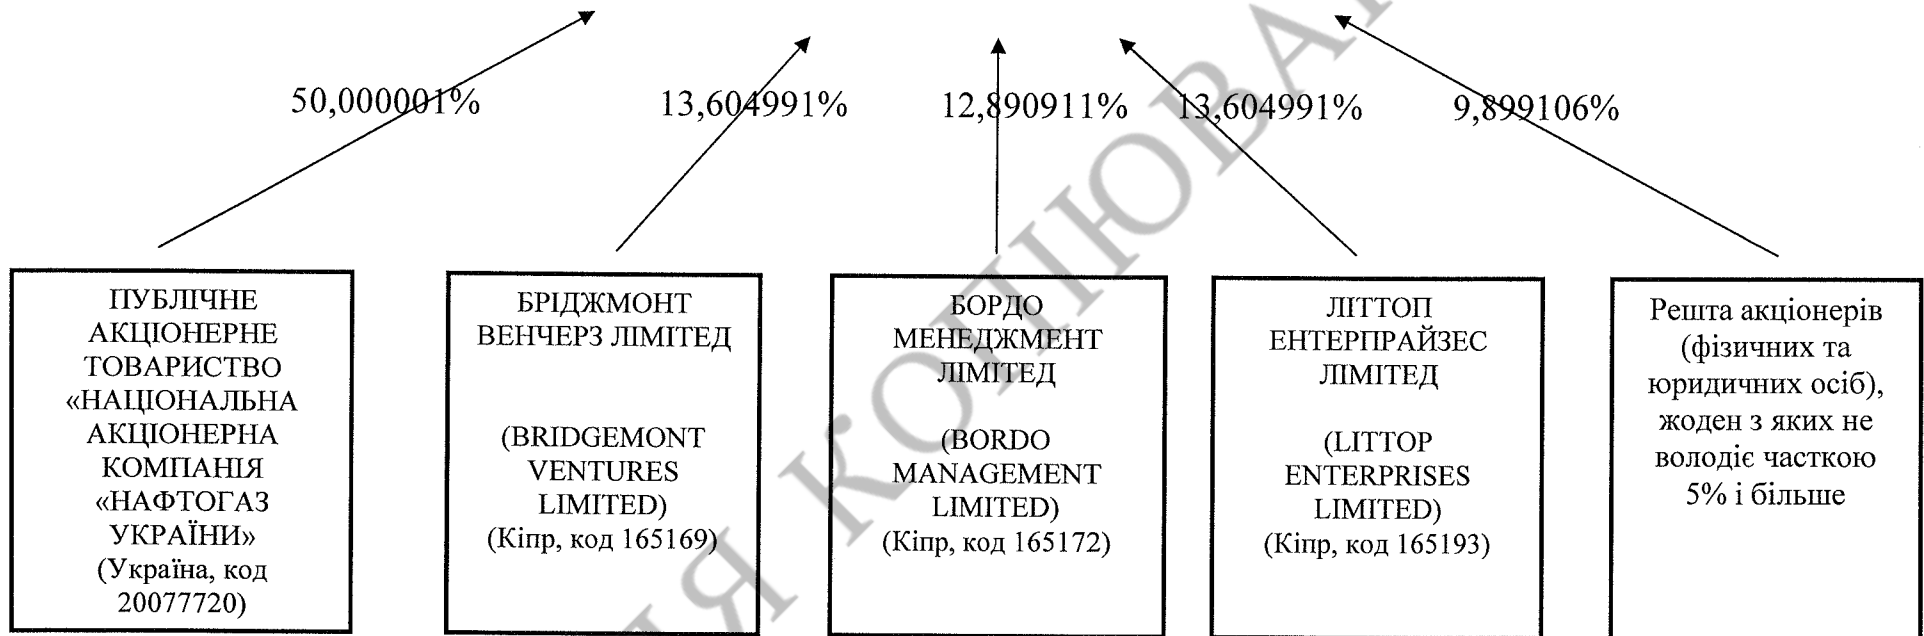 50,000001%
13,604991%
12,890911%
13,604991%
9,899106%
ПУБЛІЧНЕ
АКЦІОНЕРНЕ
ТОВАРИСТВО
«НАЦІОНАЛЬНА
АКЦІОНЕРНА
КОМПАНІЯ
«НАФТОГАЗ
УКРАЇНИ»
(Україна, код
20077720)
БРІДЖМОНТ
ВЕНЧЕРЗ ЛІМІТЕД
(BRIDGEMONT
VENTURES
LIMITED)
(Кіпр, код 165169)
БОРДО
МЕНЕДЖМЕНТ
ЛІМІТЕД
(BORDO
MANAGEMENT
LIMITED)
(Кіпр, код 165172)
ЛІТТОП
ЕНТЕРПРАЙЗЕС
ЛІМІТЕД
(LITTOP
ENTERPRISES
LIMITED)
(Кіпр, код 165193)
Решта акціонерів
(фізичних та
юридичних осіб),
жоден з яких не
володіє часткою
5% і більше